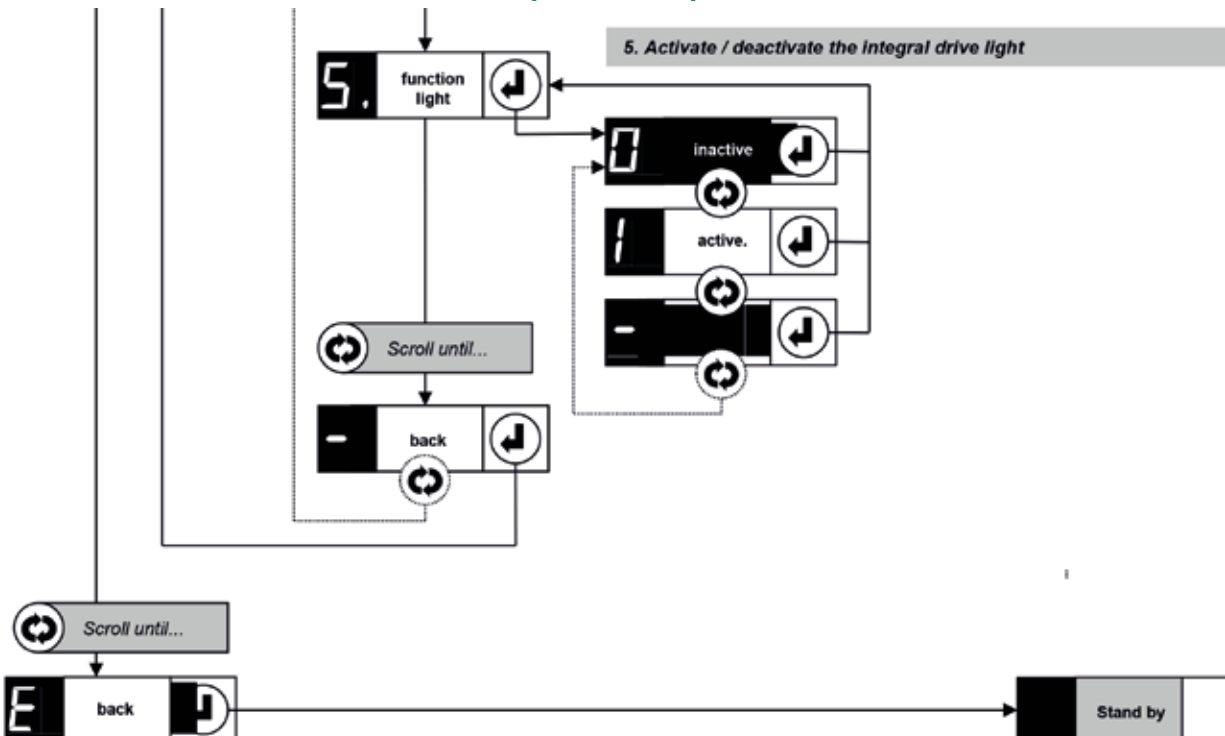 5. Activate / deactivate the integral drive light
5.
function
light
0
inactive
1
active.
-
Scroll until...
-
back
Scroll until...
E
back
Stand by